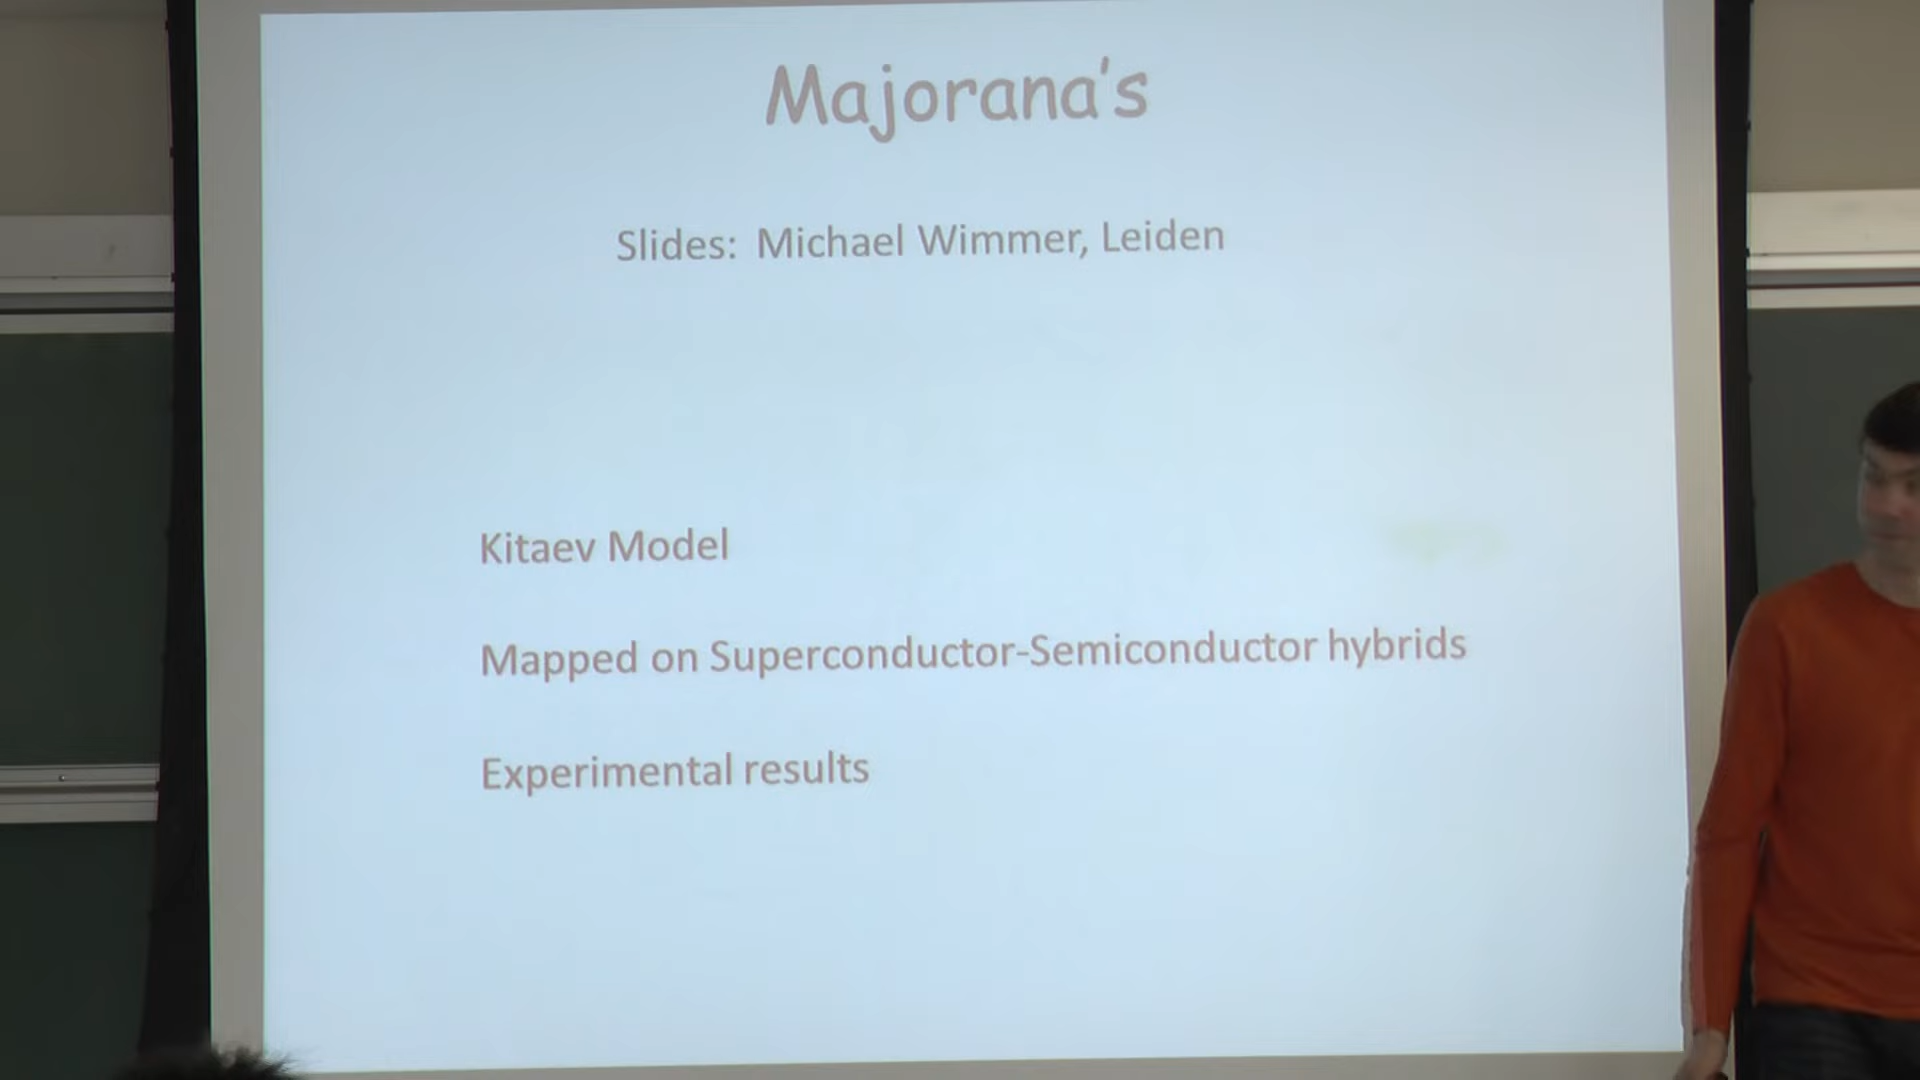 Majorana's
Slides: Michael Wimmer, Leiden
Kitaev Model
Mapped on Superconductor-Semiconductor hybrids
Experimental results